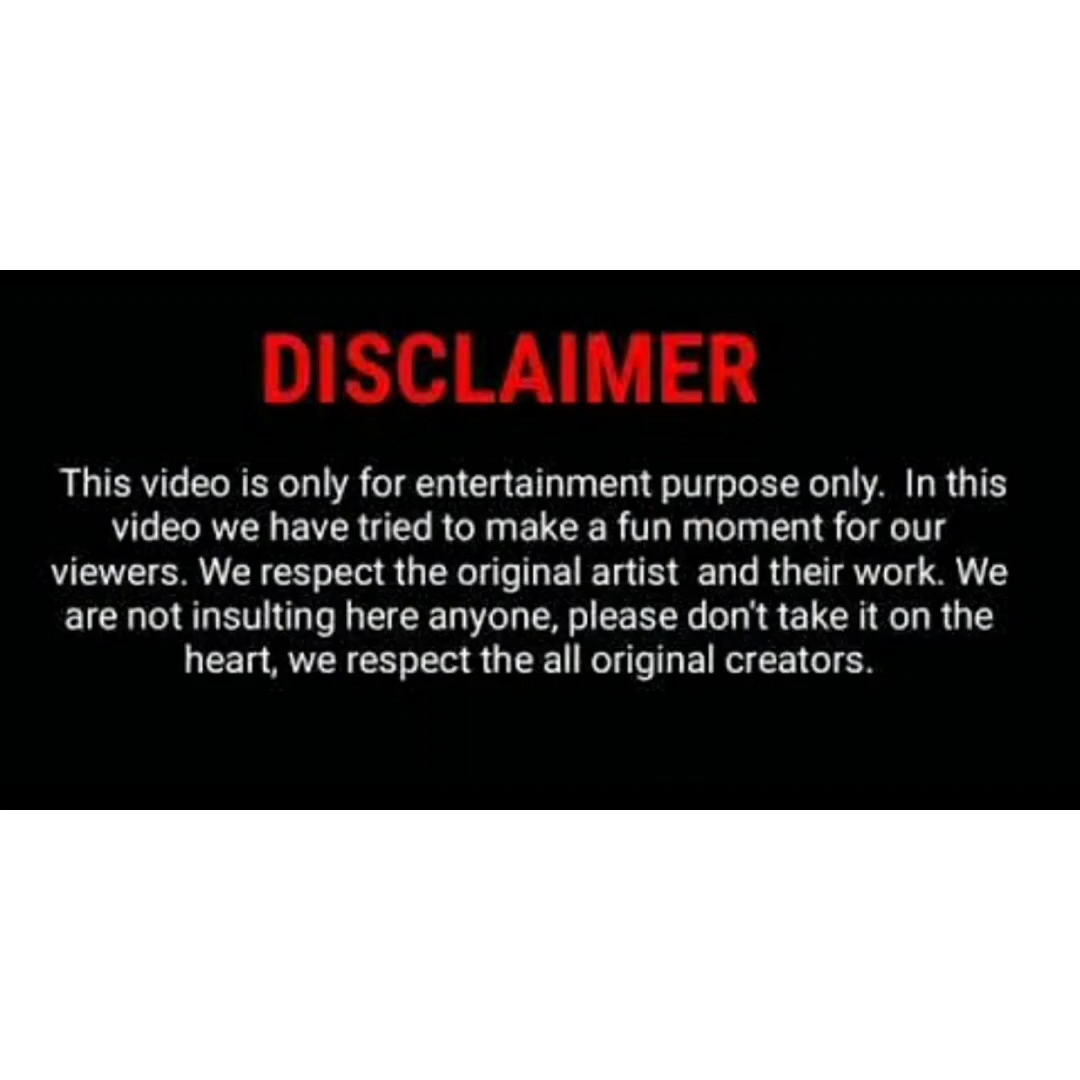 DISCLAIMER
This video is only for entertainment purpose only.  In this
video we have tried to make a fun moment for our
viewers. We respect the original artist  and their work. We
are not insulting here anyone, please don't take it on the
heart, we respect the all original creators.